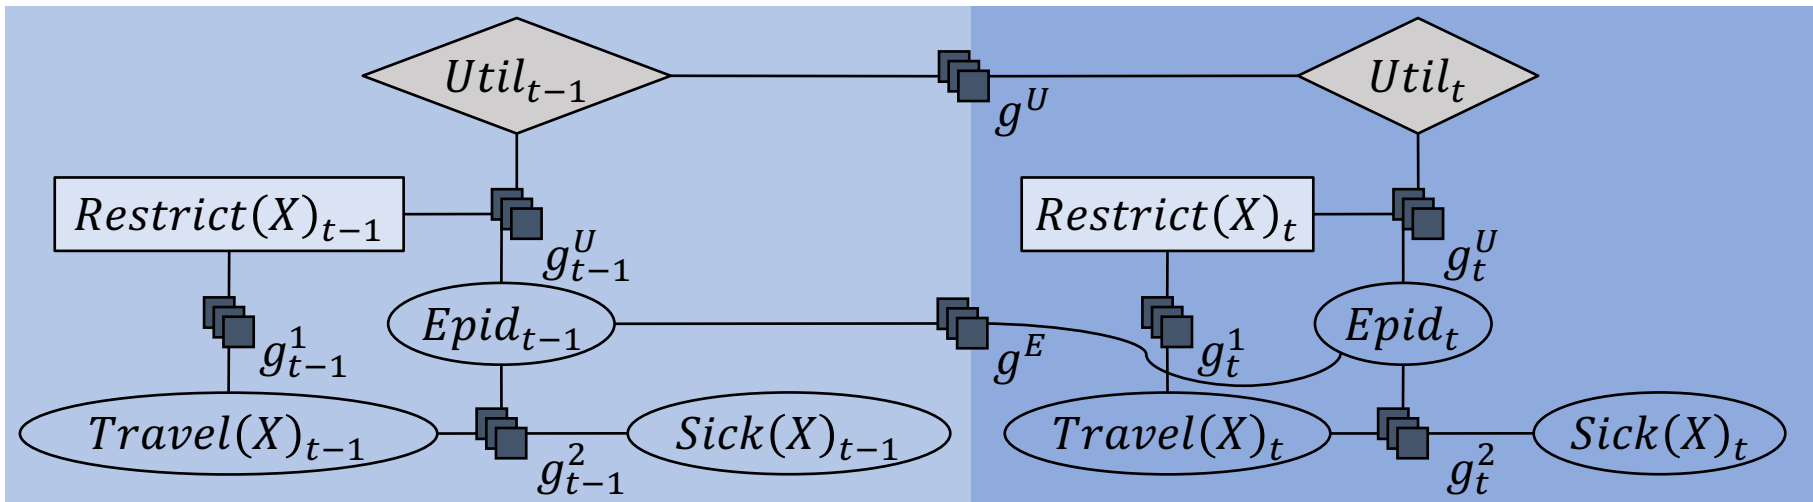 Util_{t-1}
g^U
Util_t
Restrict(X)_{t-1}
g^U_{t-1}
Restrict(X)_t
g^U_t
Epid_{t-1}
g^1_{t-1}
g^E
g^1_t
Epid_t
Travel(X)_{t-1}
g^2_{t-1}
Sick(X)_{t-1}
Travel(X)_t
g^2_t
Sick(X)_t